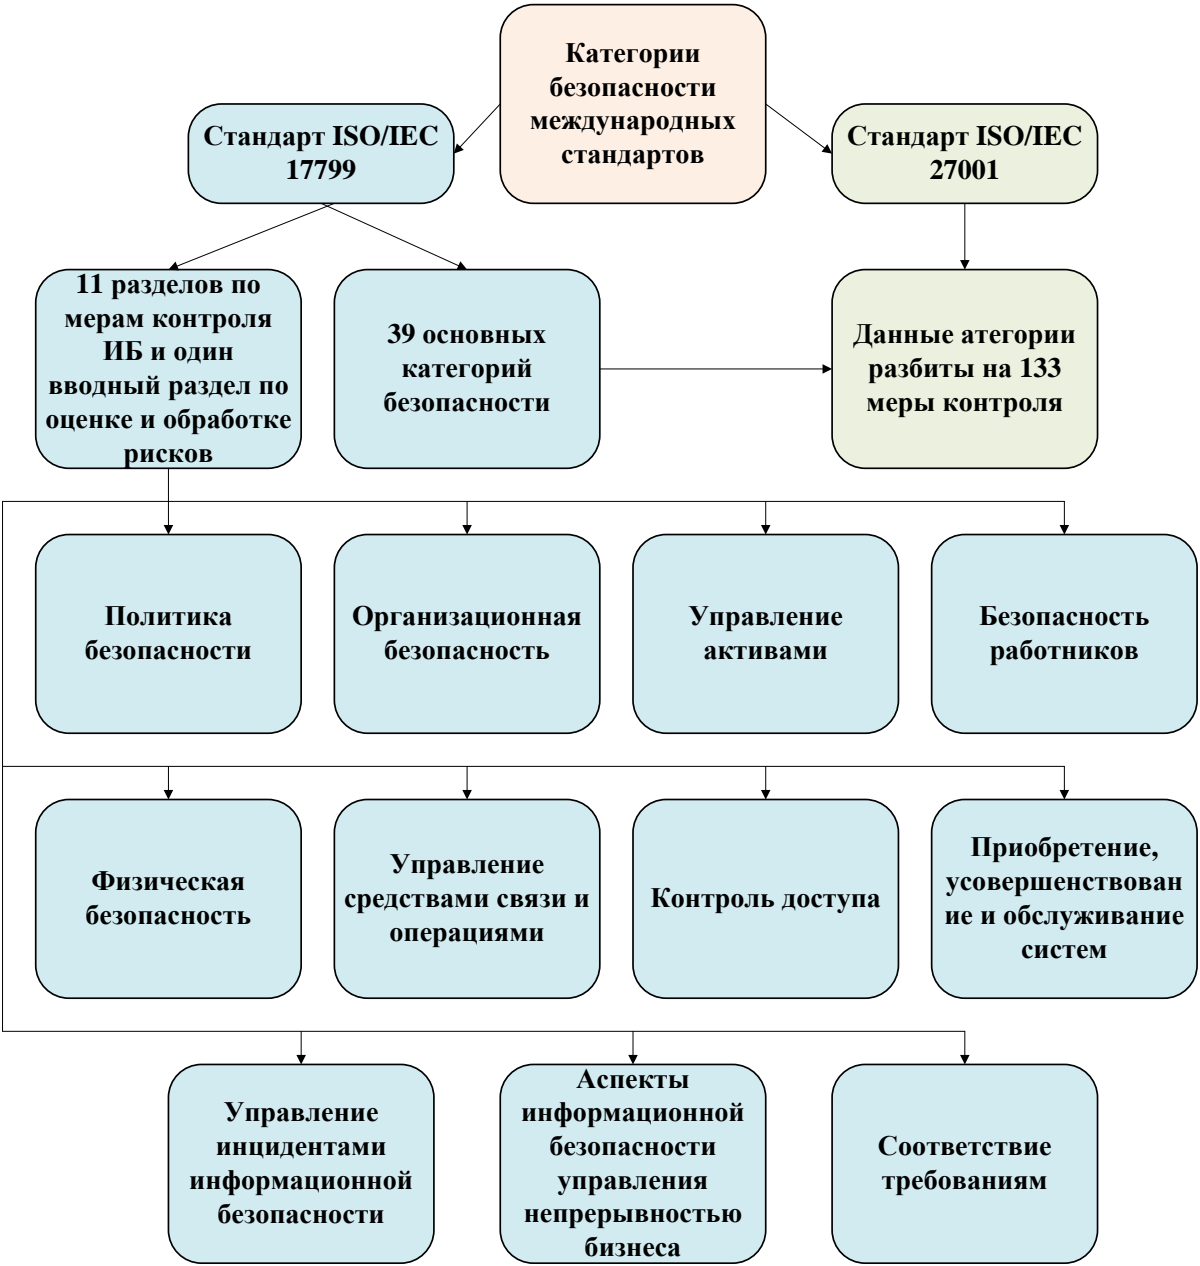 Категории
безопасности
международных
стандартов
Стандарт ISO/IEC
17799
Стандарт ISO/IEC
27001
11 разделов по
мерам контроля
ИБ и один
вводный раздел по
оценке и обработке
рисков
39 основных
категорий
безопасности
Данные атегории
разбиты на 133
меры контроля
Политика
безопасности
Организационная
безопасность
Управление
активами
Безопасность
работников
Физическая
безопасность
Управление
средствами связи и
операциями
Контроль доступа
Приобретение,
усовершенствован
ие и обслуживание
систем
Управление
инцидентами
информационной
безопасности
Аспекты
информационной
безопасности
управления
непрерывностью
бизнеса
Соответствие
требованиям